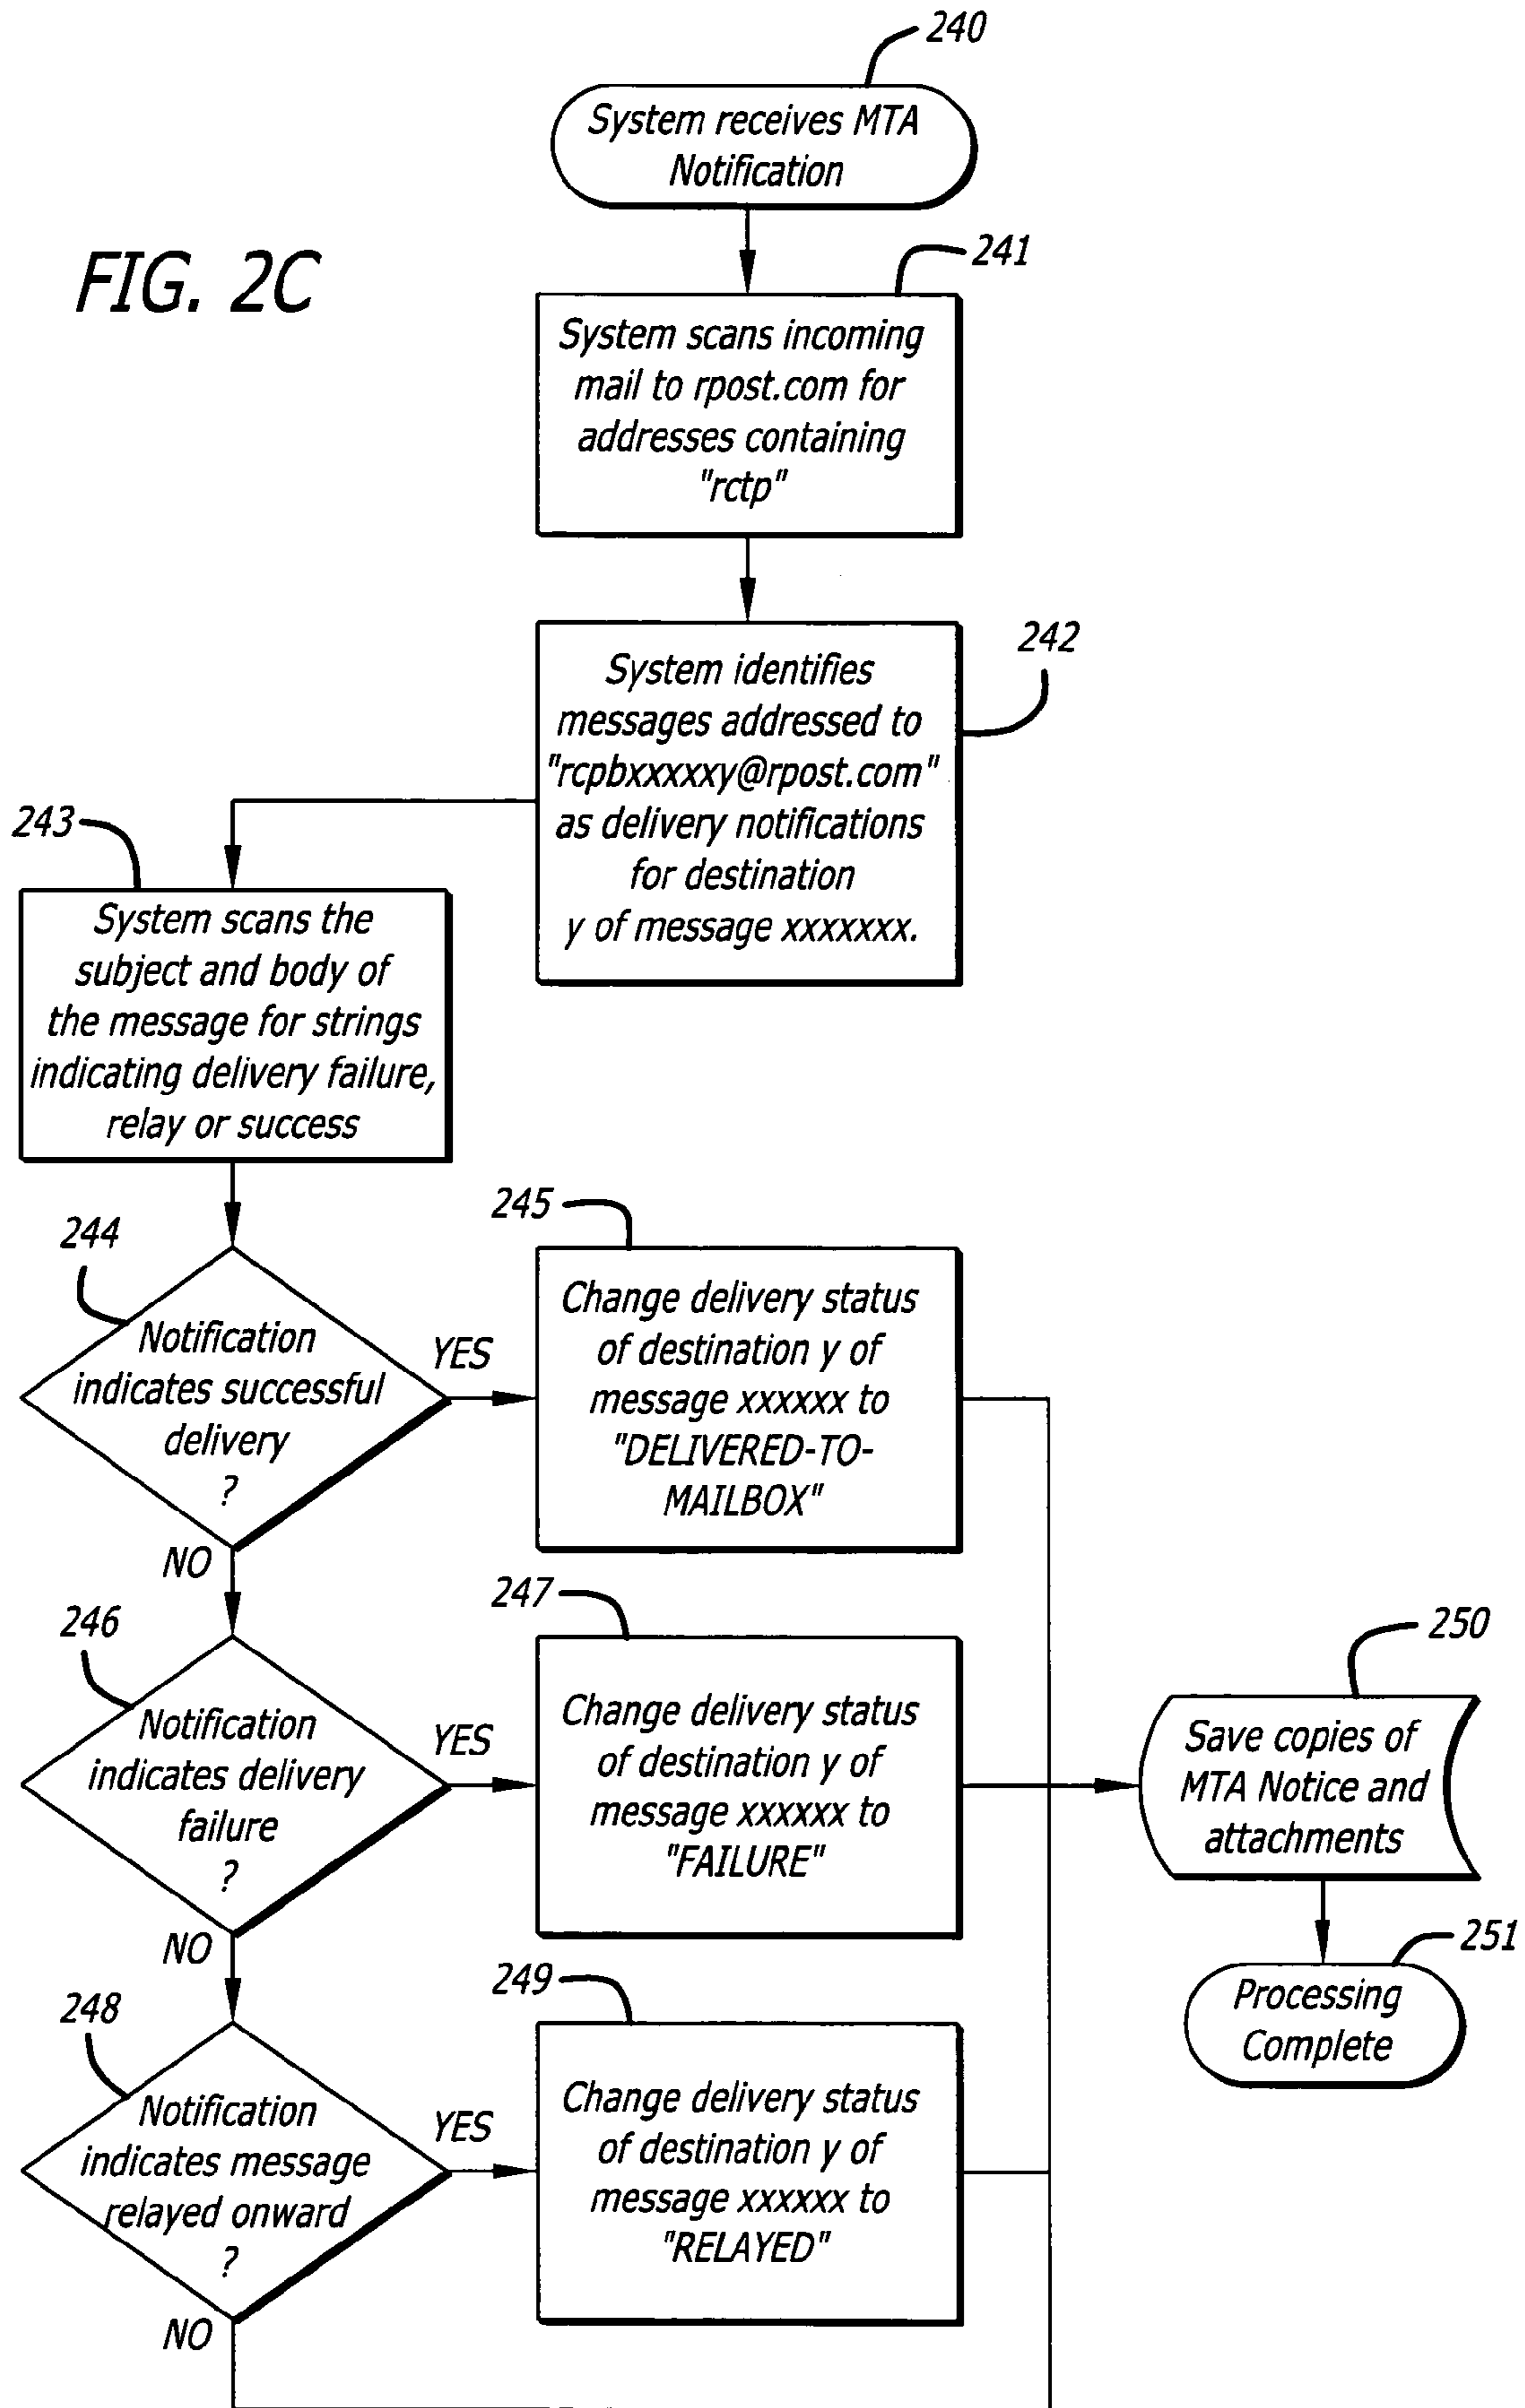 240
System receives MTA
Notification
FIG. 2C
241
System scans incoming
mail to rpost.com for
addresses containing
"rctp"
242
System identifies
messages addressed to
"rcpbxxxxxy@rpost.com"
as delivery notifications
for destination
y of message xxxxxxx.
243
System scans the
subject and body of
the message for strings
indicating delivery failure,
relay or success
244
Notification
indicates successful
delivery
?
YES
NO
245
Change delivery status
of destination y of
message xxxxxx to
"DELIVERED-TO-
MAILBOX"
246
Notification
indicates delivery
failure
?
YES
NO
247
Change delivery status
of destination y of
message xxxxxx to
"FAILURE"
248
Notification
indicates message
relayed onward
?
YES
NO
249
Change delivery status
of destination y of
message xxxxxx to
"RELAYED"
250
Save copies of
MTA Notice and
attachments
251
Processing
Complete